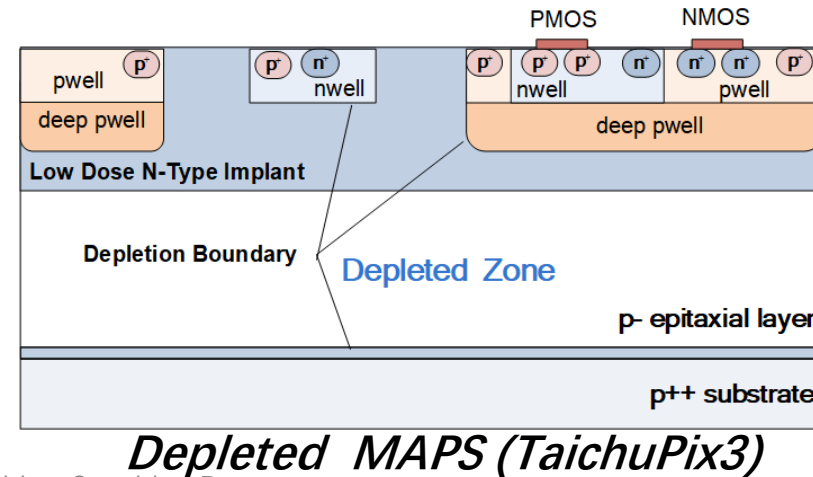 PMOS NMOS
p+ p+ n+ p+ p+ p+ n+ n+ n+ p+
pwell nwell nwell pwell
deep pwell deep pwell
Low Dose N-Type Implant
Depletion Boundary
Depleted Zone
p- epitaxial layer
p++ substrate
Depleted MAPS (TaichuPix3)